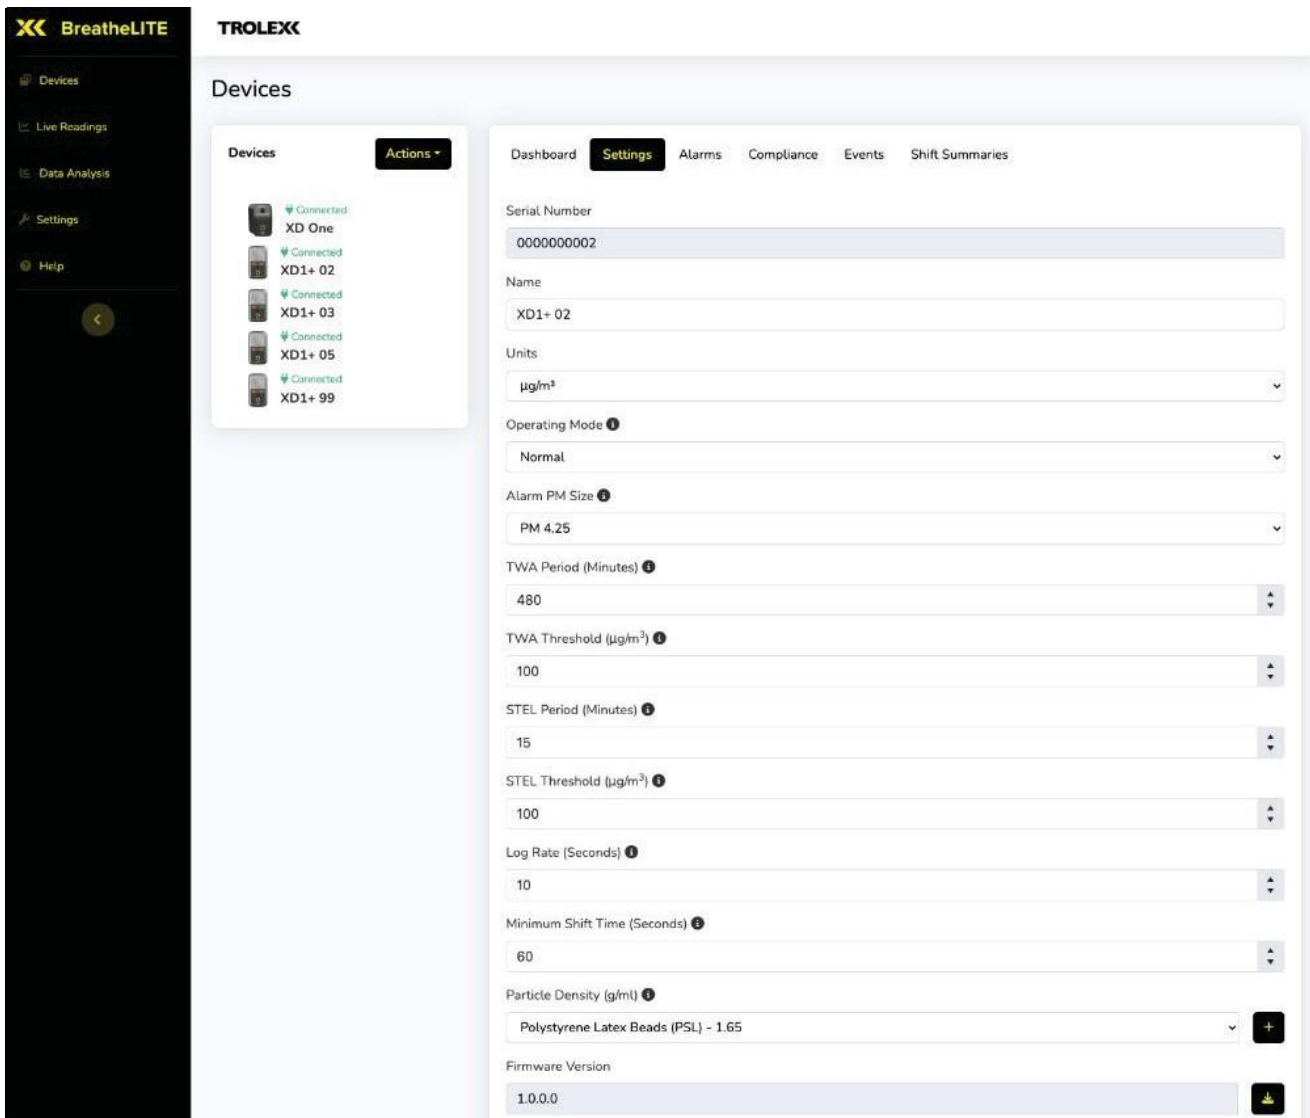 BreatheLITE
TROLEX
Devices
Live Readings
Data Analysis
Settings
Help
Devices
Devices
Actions
Connected
XD One
Connected
XD1+ 02
Connected
XD1+ 03
Connected
XD1+ 05
Connected
XD1+ 99
Dashboard Settings Alarms Compliance Events Shift Summaries
Serial Number
0000000002
Name
XD1+ 02
Units
μg/m³
Operating Mode
Normal
Alarm PM Size
PM 4.25
TWA Period (Minutes)
480
TWA Threshold (μg/m³)
100
STEL Period (Minutes)
15
STEL Threshold (μg/m³)
100
Log Rate (Seconds)
10
Minimum Shift Time (Seconds)
60
Particle Density (g/ml)
Polystyrene Latex Beads (PSL) - 1.65
+
Firmware Version
1.0.0.0